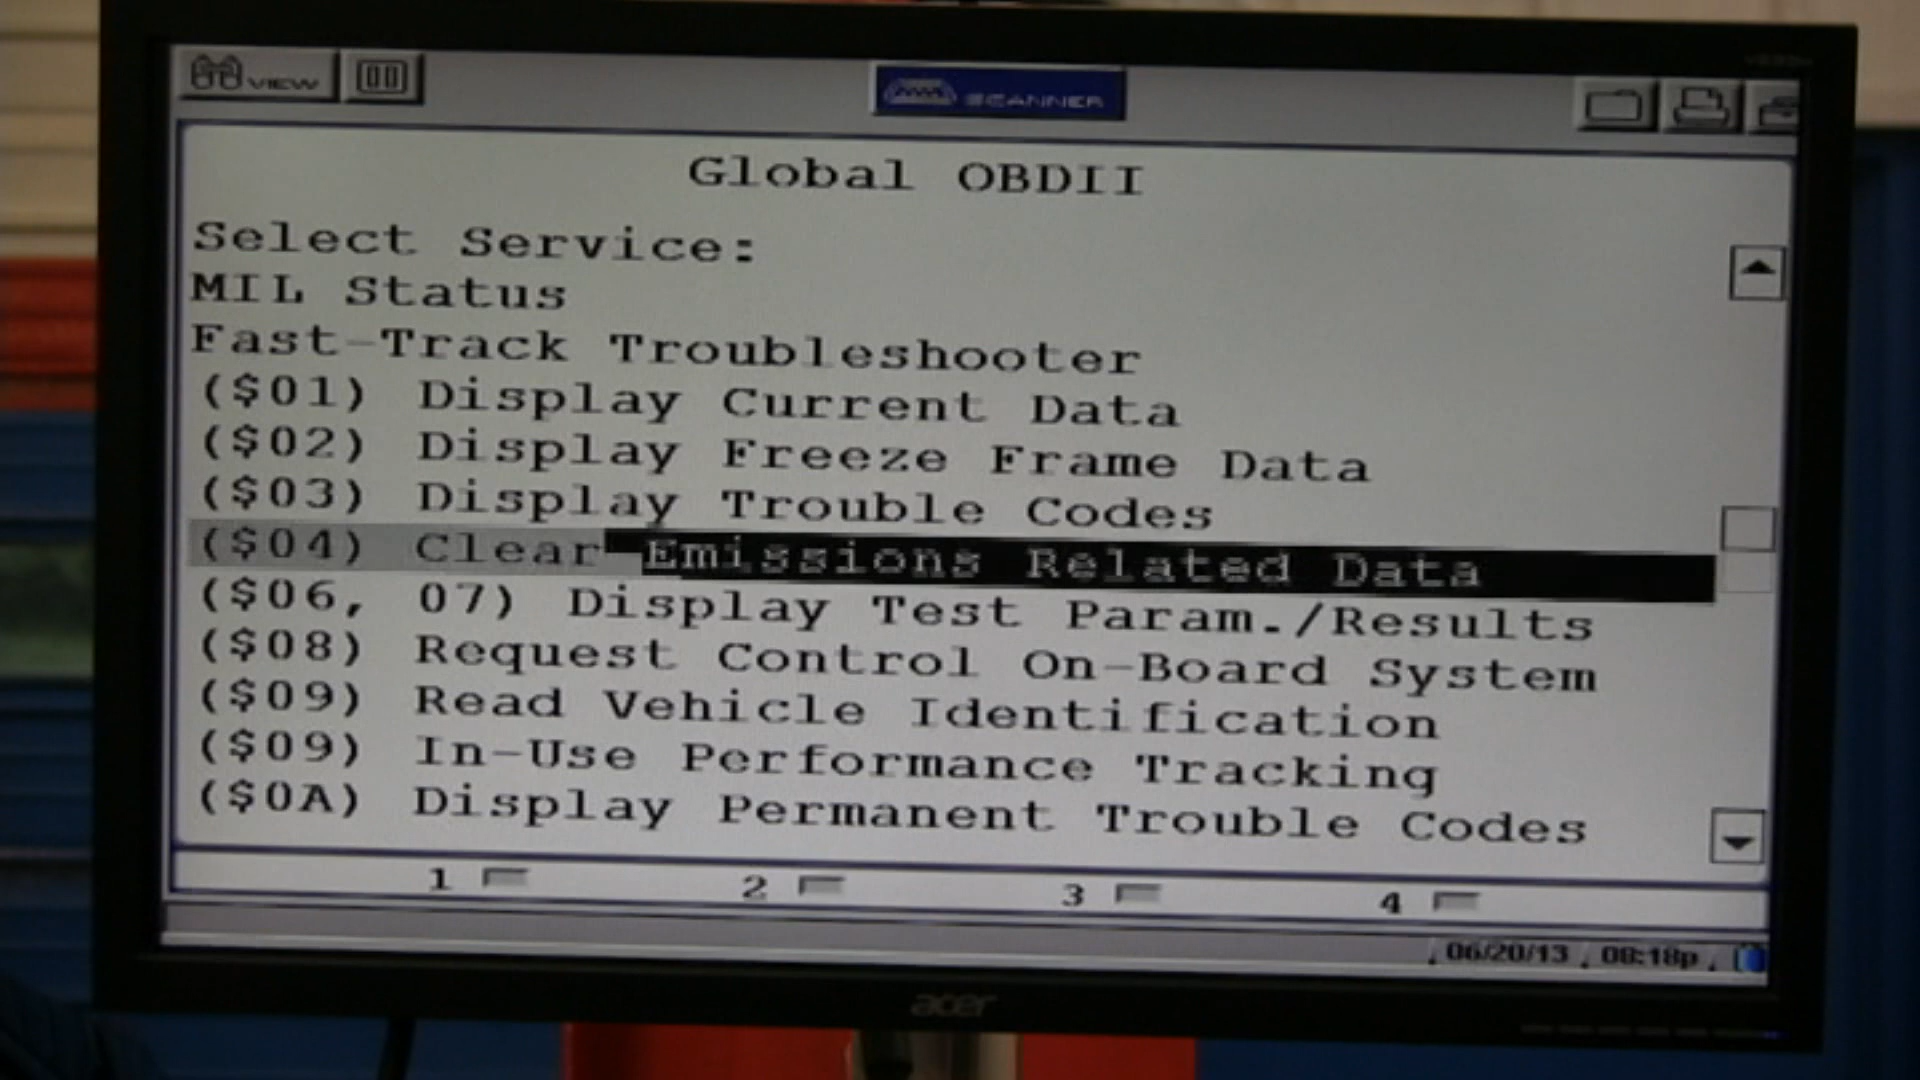 VIEW
SCANNER
Global OBDII
Select Service:
MIL Status
Fast-Track Troubleshooter
($01) Display Current Data
($02) Display Freeze Frame Data
($03) Display Trouble Codes
($04) Clear Emissions Related Data
($06, 07) Display Test Param./Results
($08) Request Control On-Board System
($09) Read Vehicle Identification
($09) In-Use Performance Tracking
($0A) Display Permanent Trouble Codes
1 2 3 4
06/20/13 08:18p
acer